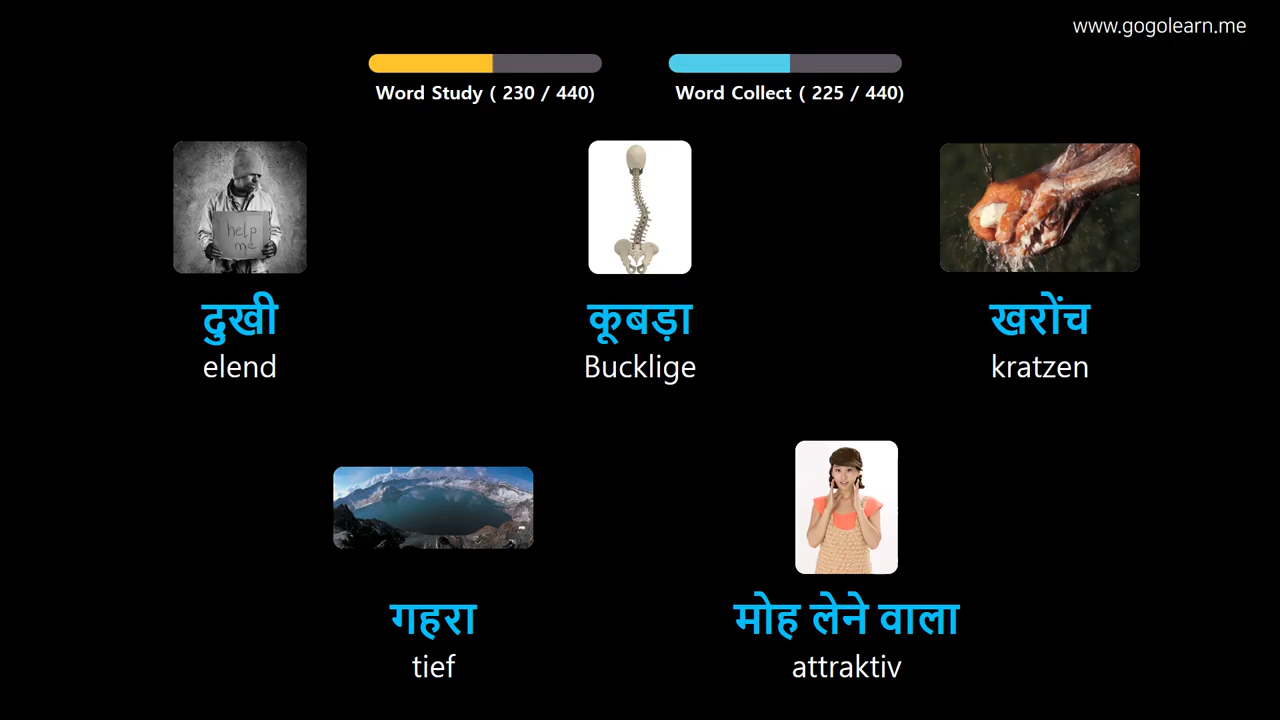 www.gogolearn.me
Word Study ( 230 / 440)
Word Collect ( 225 / 440)
help
me
दुखी
elend
कूबड़ा
Bucklige
खरोंच
kratzen
गहरा
tief
मोह लेने वाला
attraktiv